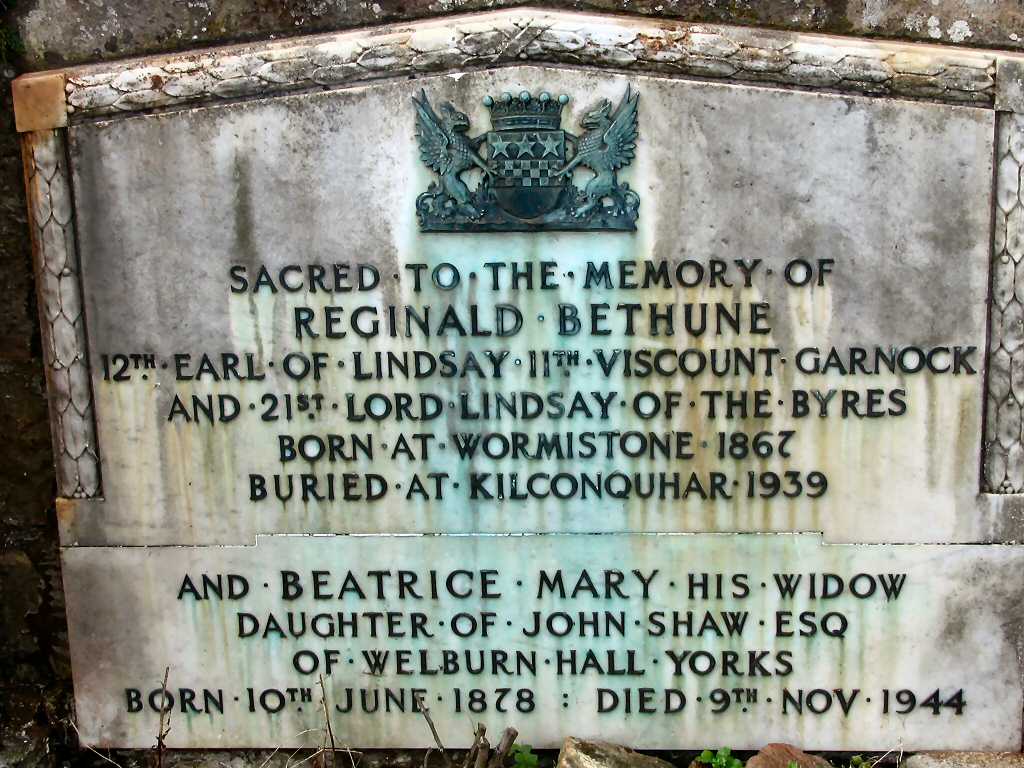 SACRED · TO · THE · MEMORY · OF
REGINALD · BETHUNE
12TH · EARL · OF · LINDSAY · 11TH · VISCOUNT · GARNOCK
AND · 21ST · LORD · LINDSAY · OF · THE · BYRES
BORN · AT · WORMISTONE · 1867
BURIED · AT · KILCONQUHAR · 1939
AND · BEATRICE · MARY · HIS · WIDOW
DAUGHTER · OF · JOHN · SHAW · ESQ
OF · WELBURN · HALL · YORKS
BORN · 10TH · JUNE · 1878 : DIED · 9TH · NOV · 1944